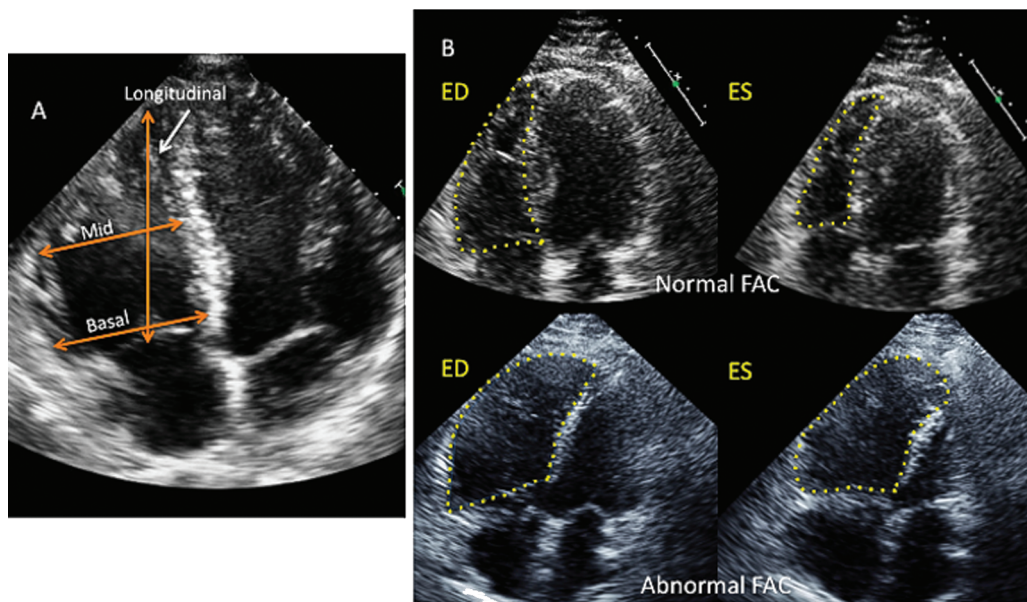 A
Longitudinal
Mid
Basal
B
ED
ES
Normal FAC
ED
ES
Abnormal FAC